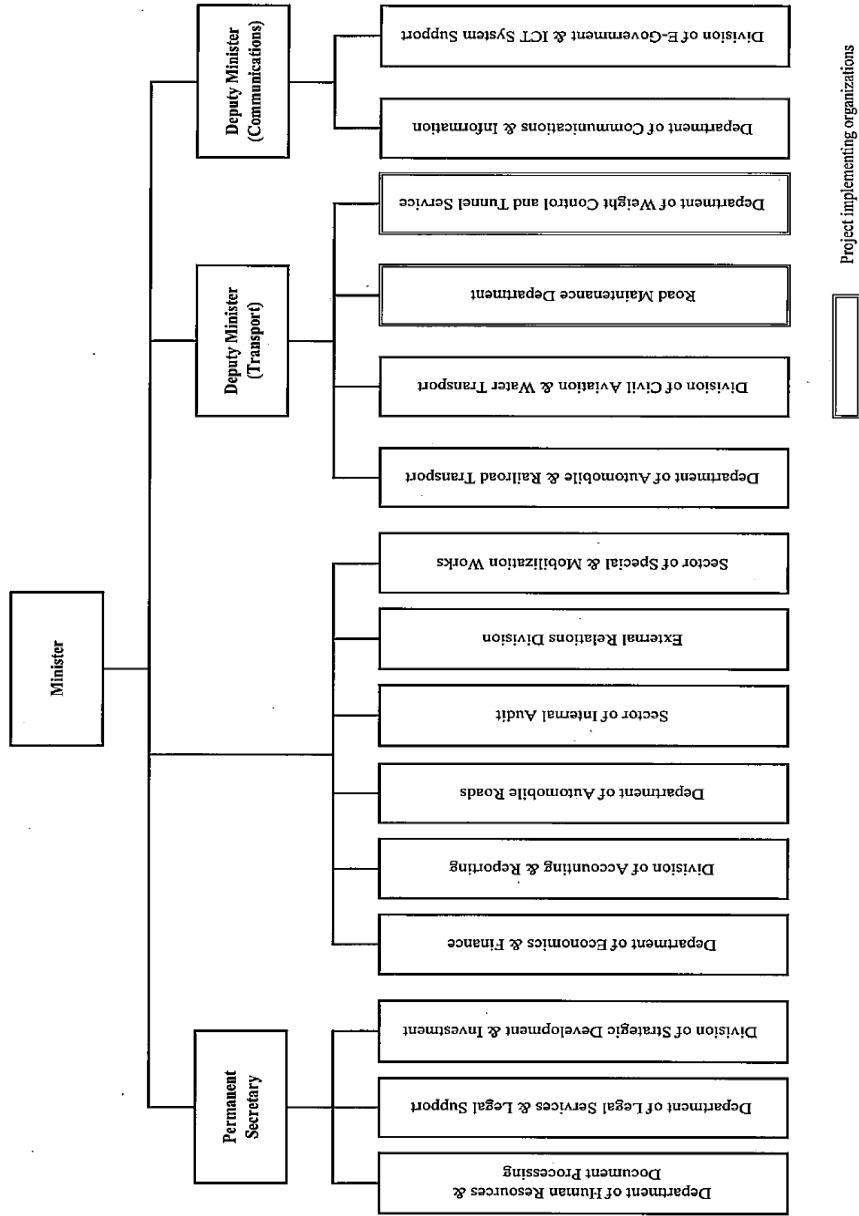 Minister
Permanent
Secretary
Deputy Minister
(Transport)
Deputy Minister
(Communications)
Department of Human Resources &
Document Processing
Department of Legal Services & Legal Support
Division of Strategic Development & Investment
Department of Economics & Finance
Division of Accounting & Reporting
Department of Automobile Roads
Sector of Internal Audit
External Relations Division
Sector of Special & Mobilization Works
Department of Automobile & Railroad Transport
Division of Civil Aviation & Water Transport
Road Maintenance Department
Department of Weight Control and Tunnel Service
Department of Communications & Information
Division of E-Government & ICT System Support
Project implementing organizations